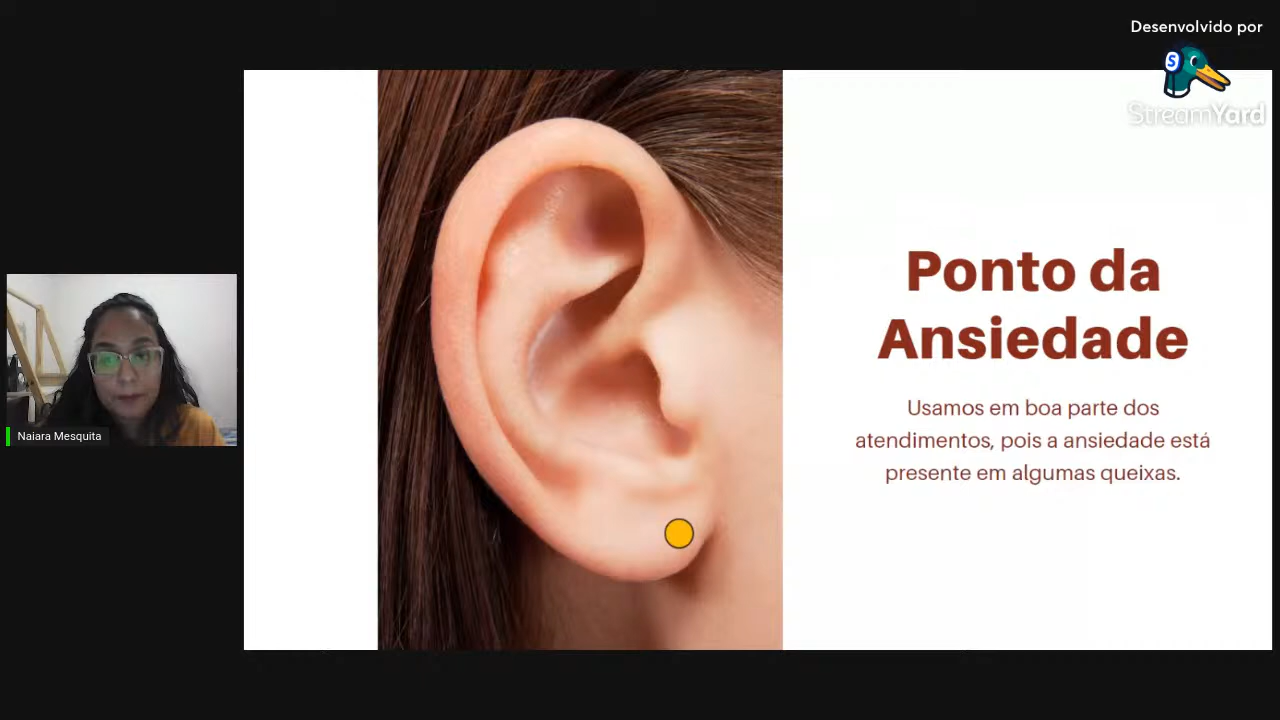 Desenvolvido por
S
StreamYard
Ponto da
Ansiedade
Usamos em boa parte dos
atendimentos, pois a ansiedade está
presente em algumas queixas.
Naiara Mesquita